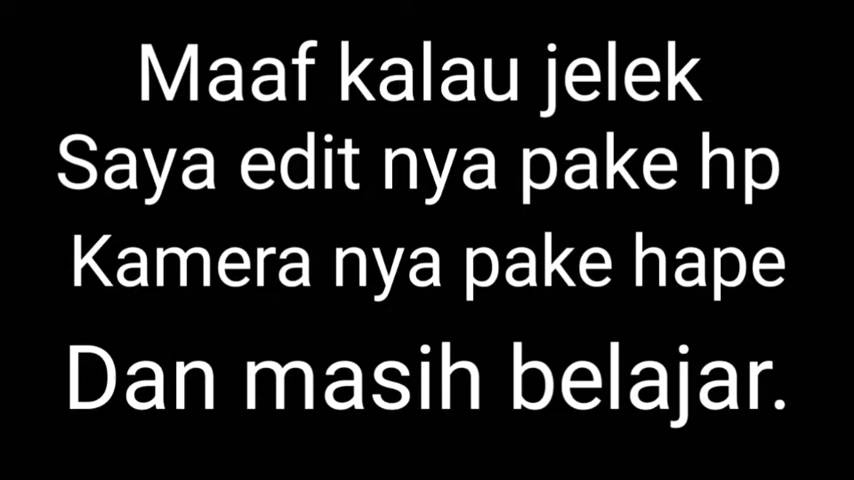 Maaf kalau jelek
Saya edit nya pake hp
Kamera nya pake hape
Dan masih belajar.